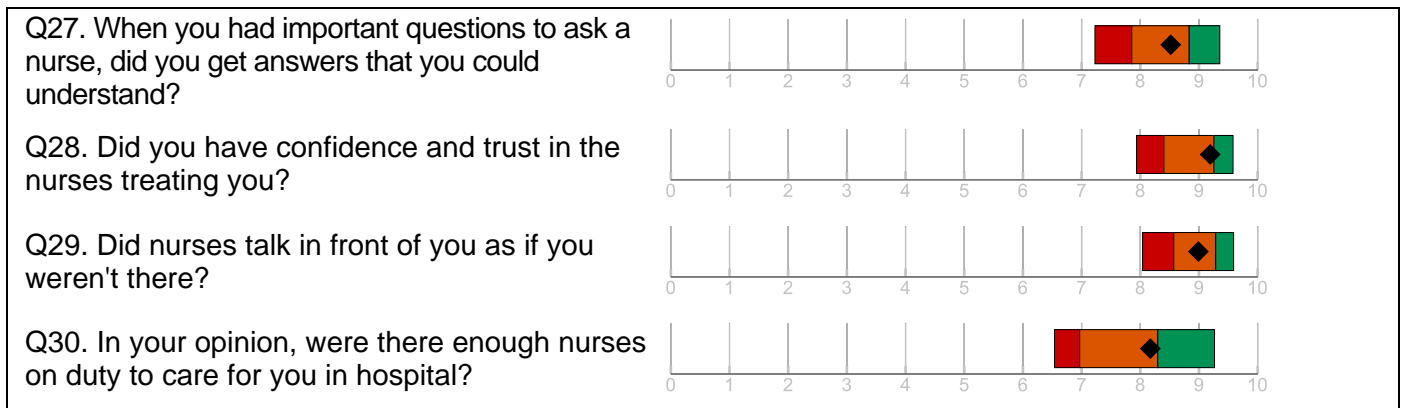 Q27. When you had important questions to ask a
nurse, did you get answers that you could
understand?
0 1 2 3 4 5 6 7 8 9 10
Q28. Did you have confidence and trust in the
nurses treating you?
0 1 2 3 4 5 6 7 8 9 10
Q29. Did nurses talk in front of you as if you
weren't there?
0 1 2 3 4 5 6 7 8 9 10
Q30. In your opinion, were there enough nurses
on duty to care for you in hospital?
0 1 2 3 4 5 6 7 8 9 10